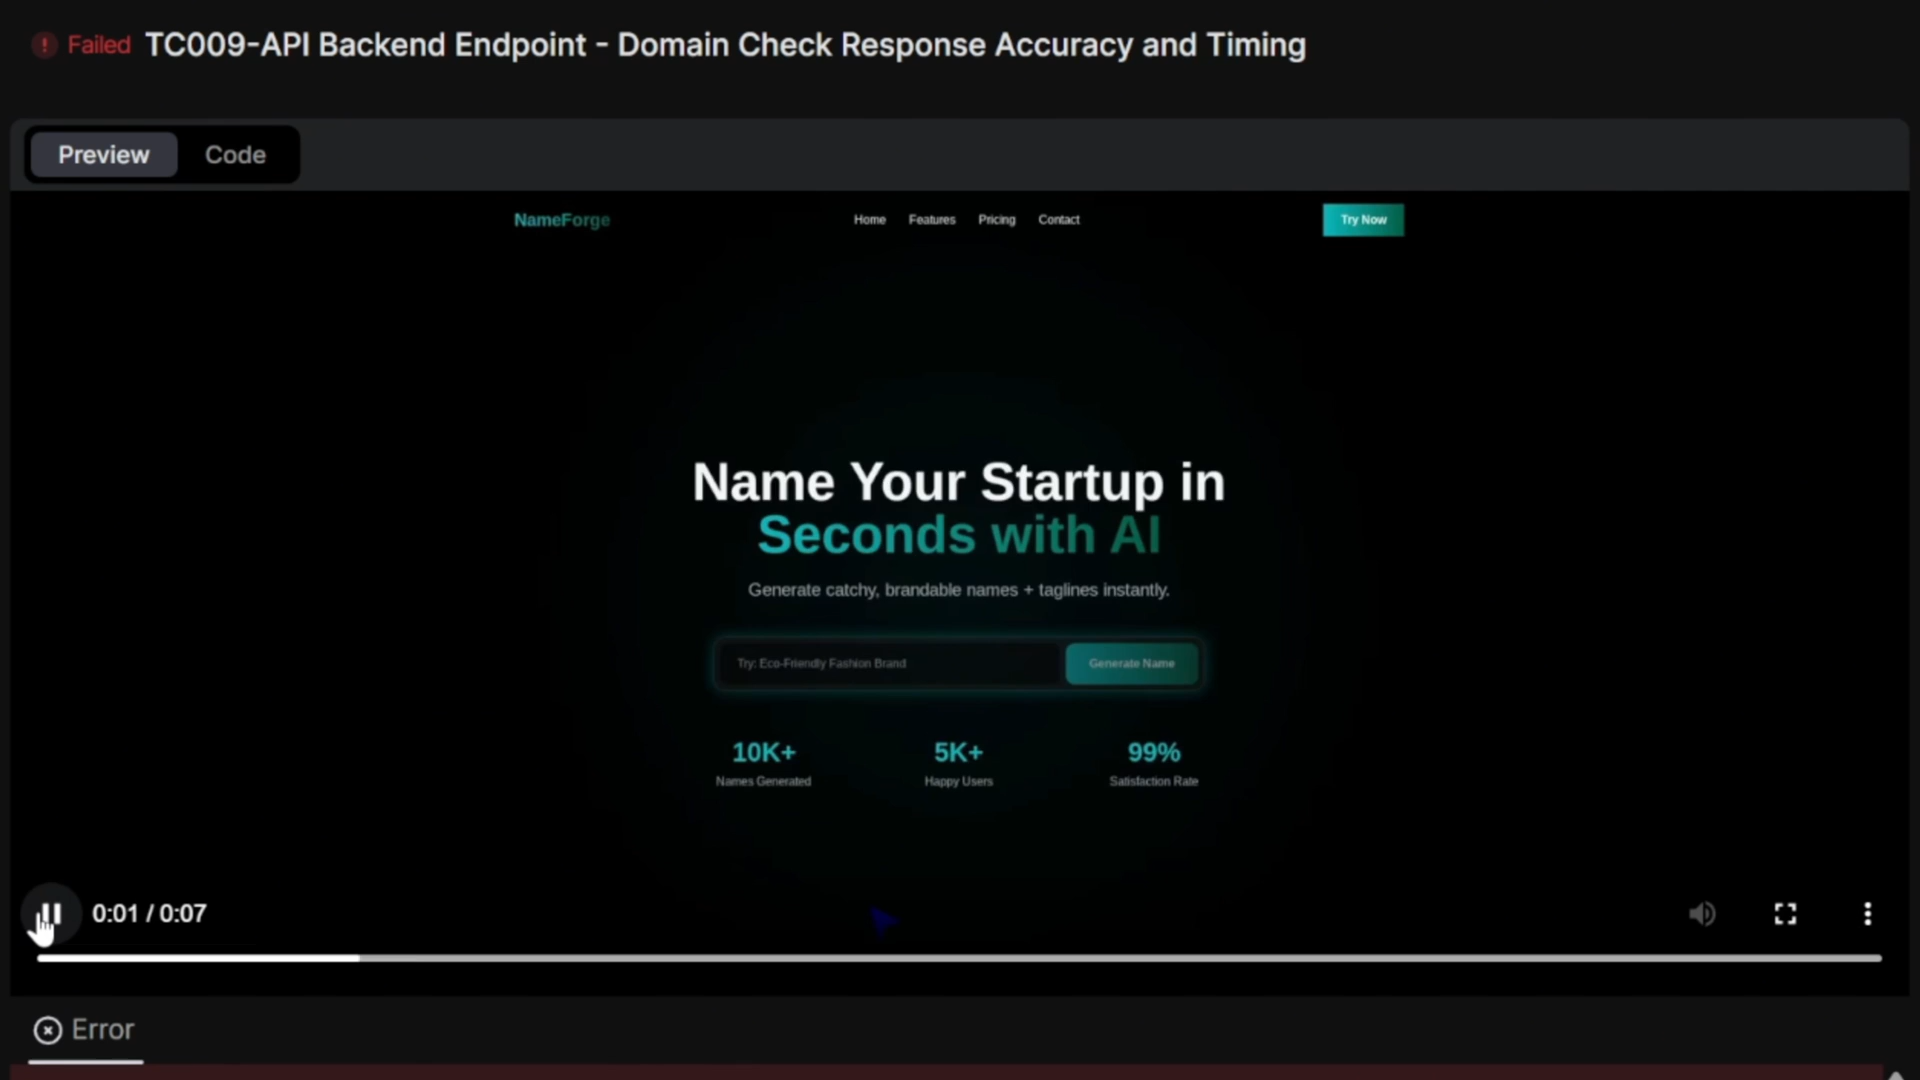 Failed TC009-API Backend Endpoint - Domain Check Response Accuracy and Timing
Preview Code
NameForge Home Features Pricing Contact Try Now
Name Your Startup in
Seconds with AI
Generate catchy, brandable names + taglines instantly.
Try: Eco-Friendly Fashion Brand Generate Name
10K+ 5K+ 99%
Names Generated Happy Users Satisfaction Rate
0:01 / 0:07
Error